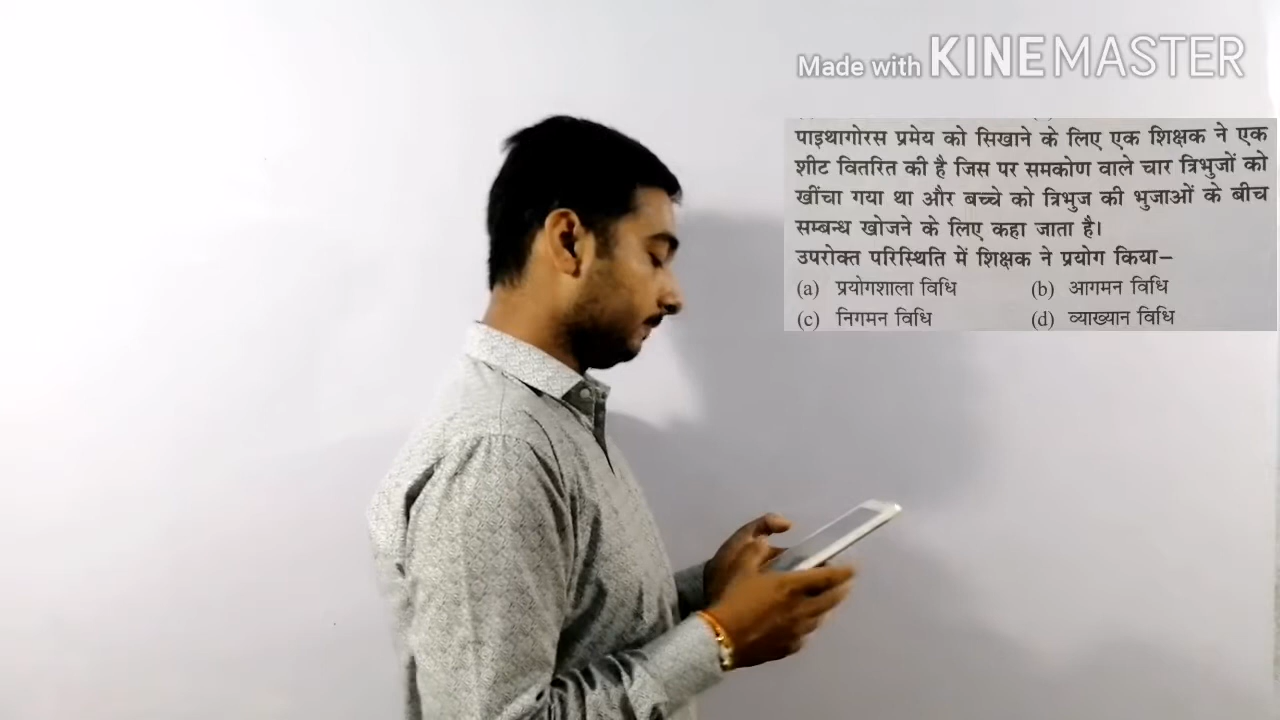 Made with KINEMASTER
पाइथागोरस प्रमेय को सिखाने के लिए एक शिक्षक ने एक
शीट वितरित की है जिस पर समकोण वाले चार त्रिभुजों को
खींचा गया था और बच्चे को त्रिभुज की भुजाओं के बीच
सम्बन्ध खोजने के लिए कहा जाता है।
उपरोक्त परिस्थिति में शिक्षक ने प्रयोग किया–
(a) प्रयोगशाला विधि (b) आगमन विधि
(c) निगमन विधि (d) व्याख्यान विधि